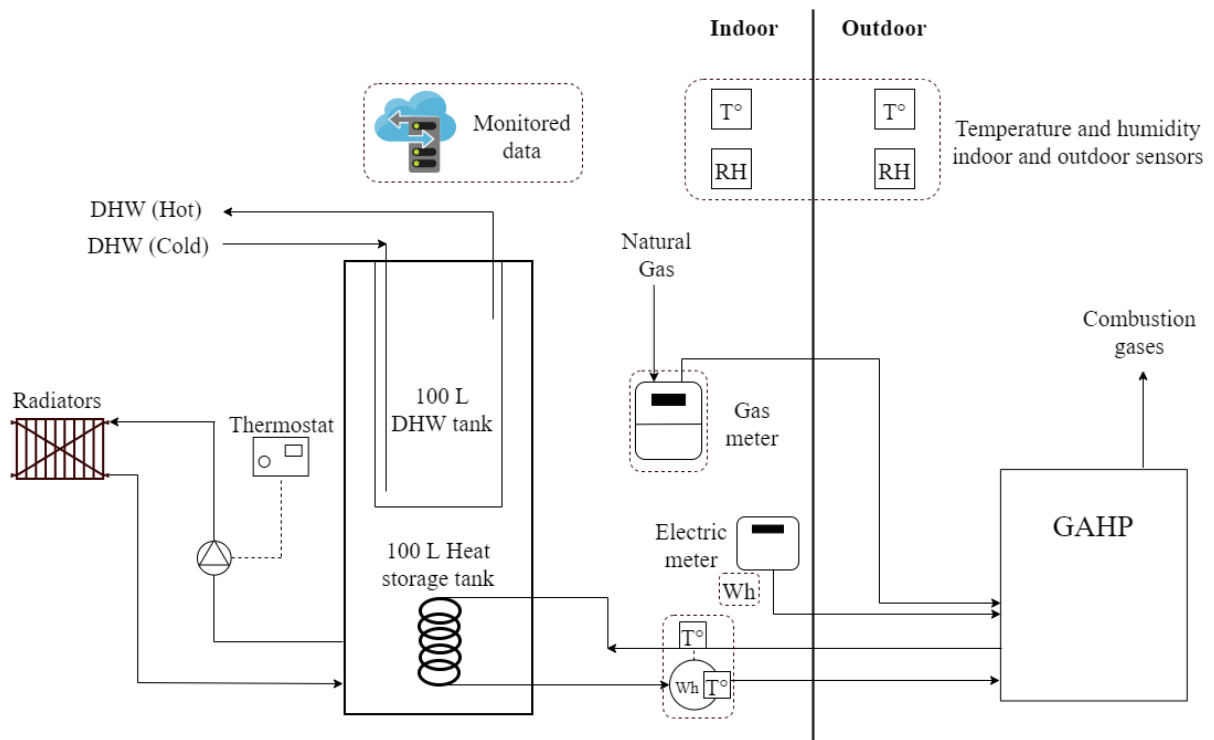 Indoor
Outdoor
Monitored
data
T°
T°
RH
RH
Temperature and humidity
indoor and outdoor sensors
DHW (Hot)
DHW (Cold)
Natural
Gas
Combustion
gases
Radiators
Thermostat
100 L
DHW tank
Gas
meter
GAHP
Electric
meter
Wh
100 L Heat
storage tank
T°
Wh
T°